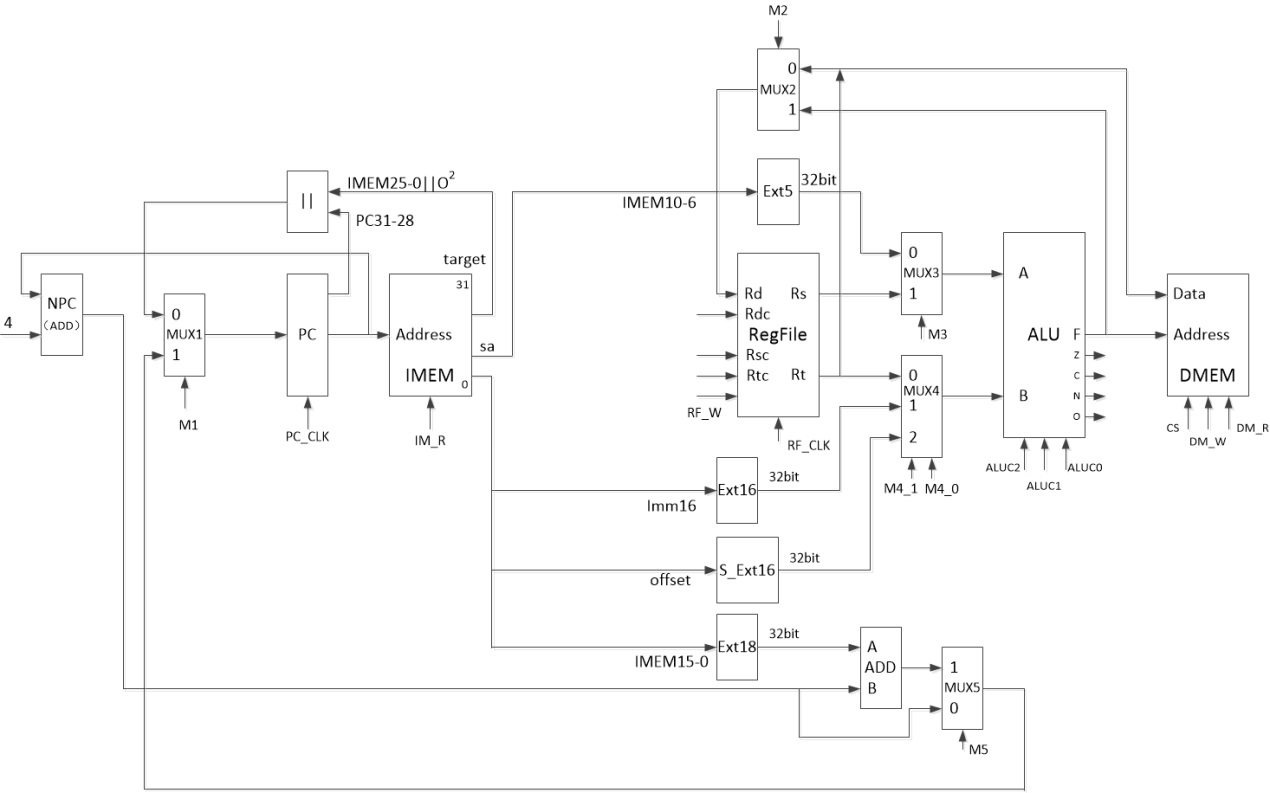 M2
0
MUX2
1
IMEM25-0||O²
||
PC31-28
IMEM10-6
Ext5
32bit
target
31
NPC
(ADD)
4
0
MUX1
1
M1
PC
PC_CLK
Address
sa
IMEM
0
IM_R
Rd
Rs
Rdc
RegFile
Rsc
Rtc
Rt
RF_W
RF_CLK
0
MUX3
1
M3
0
MUX4
1
2
M4_1
M4_0
A
ALU
F
Z
C
N
O
B
ALUC2
ALUC1
ALUC0
Data
Address
DMEM
CS
DM_W
DM_R
Ext16
32bit
Imm16
S_Ext16
32bit
offset
Ext18
32bit
IMEM15-0
A
ADD
B
1
MUX5
0
M5